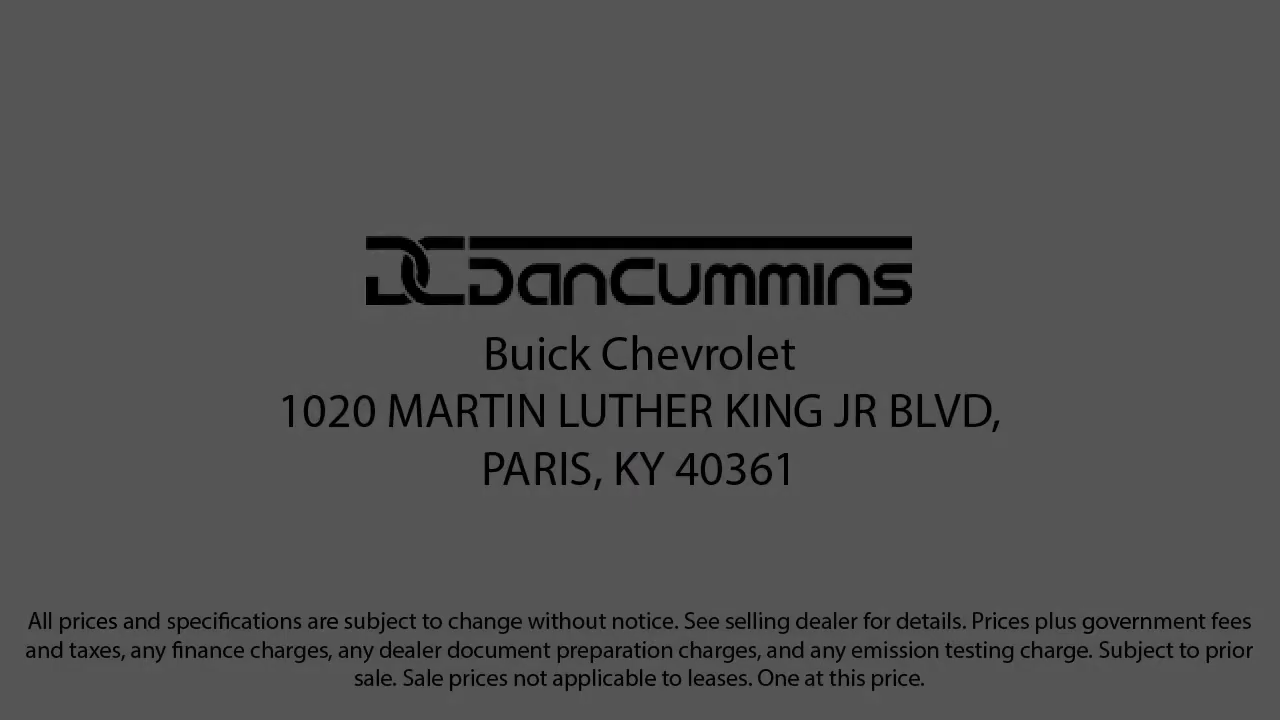 DC DanCummins
Buick Chevrolet
1020 MARTIN LUTHER KING JR BLVD,
PARIS, KY 40361
All prices and specifications are subject to change without notice. See selling dealer for details. Prices plus government fees
and taxes, any finance charges, any dealer document preparation charges, and any emission testing charge. Subject to prior
sale. Sale prices not applicable to leases. One at this price.